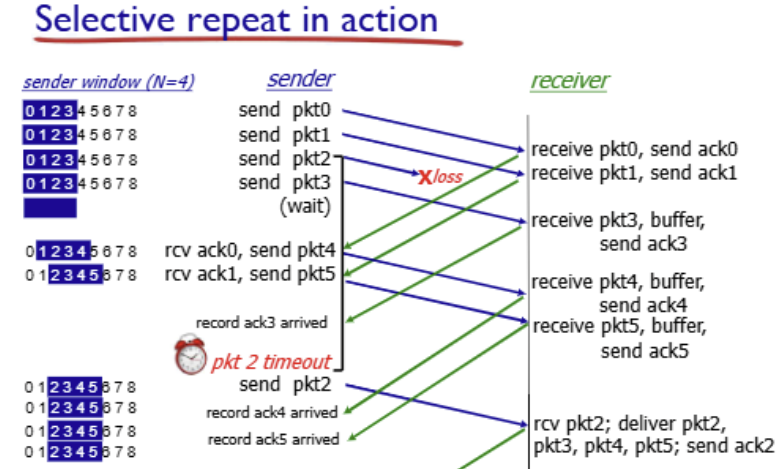 Selective repeat in action
sender window (N=4)
sender
receiver
0 1 2 3 4 5 6 7 8
send pkt0
0 1 2 3 4 5 6 7 8
send pkt1
0 1 2 3 4 5 6 7 8
send pkt2
0 1 2 3 4 5 6 7 8
send pkt3
(wait)
X loss
receive pkt0, send ack0
receive pkt1, send ack1
receive pkt3, buffer,
send ack3
0 1 2 3 4 5 6 7 8
rcv ack0, send pkt4
0 1 2 3 4 5 6 7 8
rcv ack1, send pkt5
receive pkt4, buffer,
send ack4
record ack3 arrived
receive pkt5, buffer,
send ack5
pkt 2 timeout
0 1 2 3 4 5 6 7 8
send pkt2
0 1 2 3 4 5 6 7 8
record ack4 arrived
0 1 2 3 4 5 6 7 8
record ack5 arrived
0 1 2 3 4 5 6 7 8
rcv pkt2; deliver pkt2,
pkt3, pkt4, pkt5; send ack2